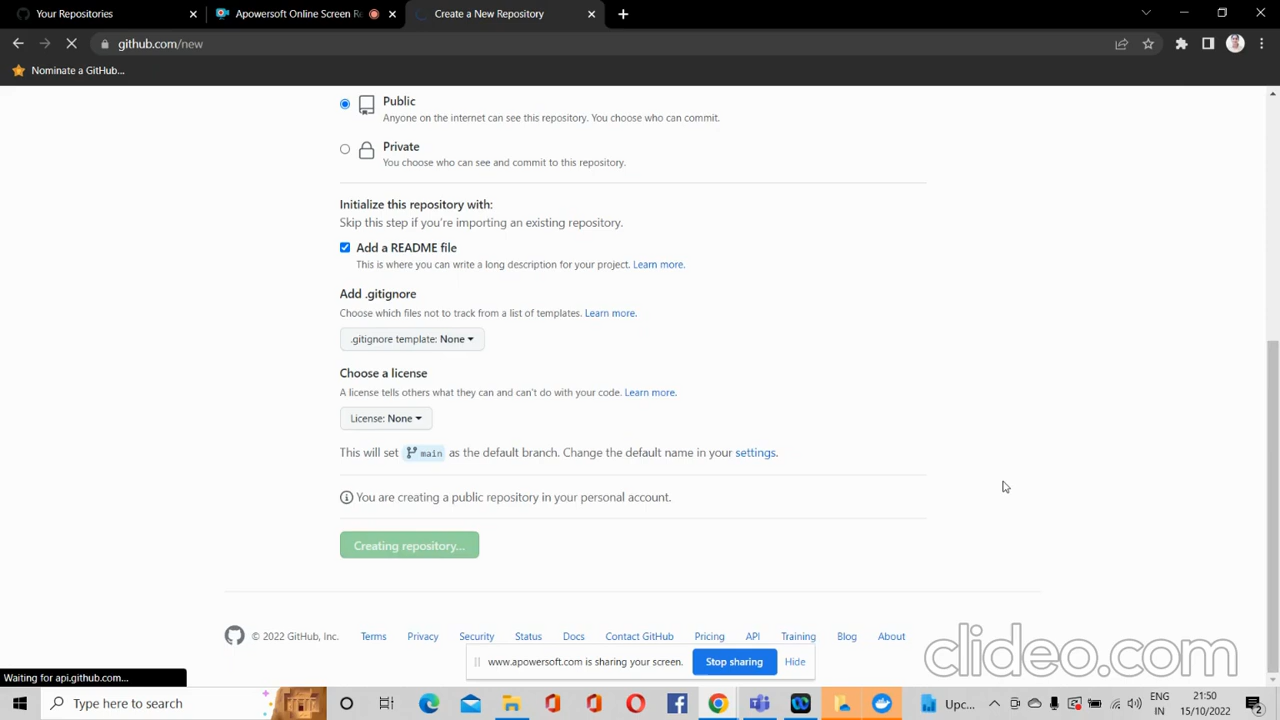 Your Repositories
Apowersoft Online Screen Re
Create a New Repository
github.com/new
Nominate a GitHub...
Public
Anyone on the internet can see this repository. You choose who can commit.
Private
You choose who can see and commit to this repository.
Initialize this repository with:
Skip this step if you're importing an existing repository.
Add a README file
This is where you can write a long description for your project. Learn more.
Add .gitignore
Choose which files not to track from a list of templates. Learn more.
.gitignore template: None
Choose a license
A license tells others what they can and can't do with your code. Learn more.
License: None
This will set main as the default branch. Change the default name in your settings.
You are creating a public repository in your personal account.
Creating repository...
© 2022 GitHub, Inc. Terms Privacy Security Status Docs Contact GitHub Pricing API Training Blog About
www.apowersoft.com is sharing your screen. Stop sharing Hide
clideo.com
Waiting for api.github.com...
Type here to search
Upc...
ENG
IN
21:50
15/10/2022
2